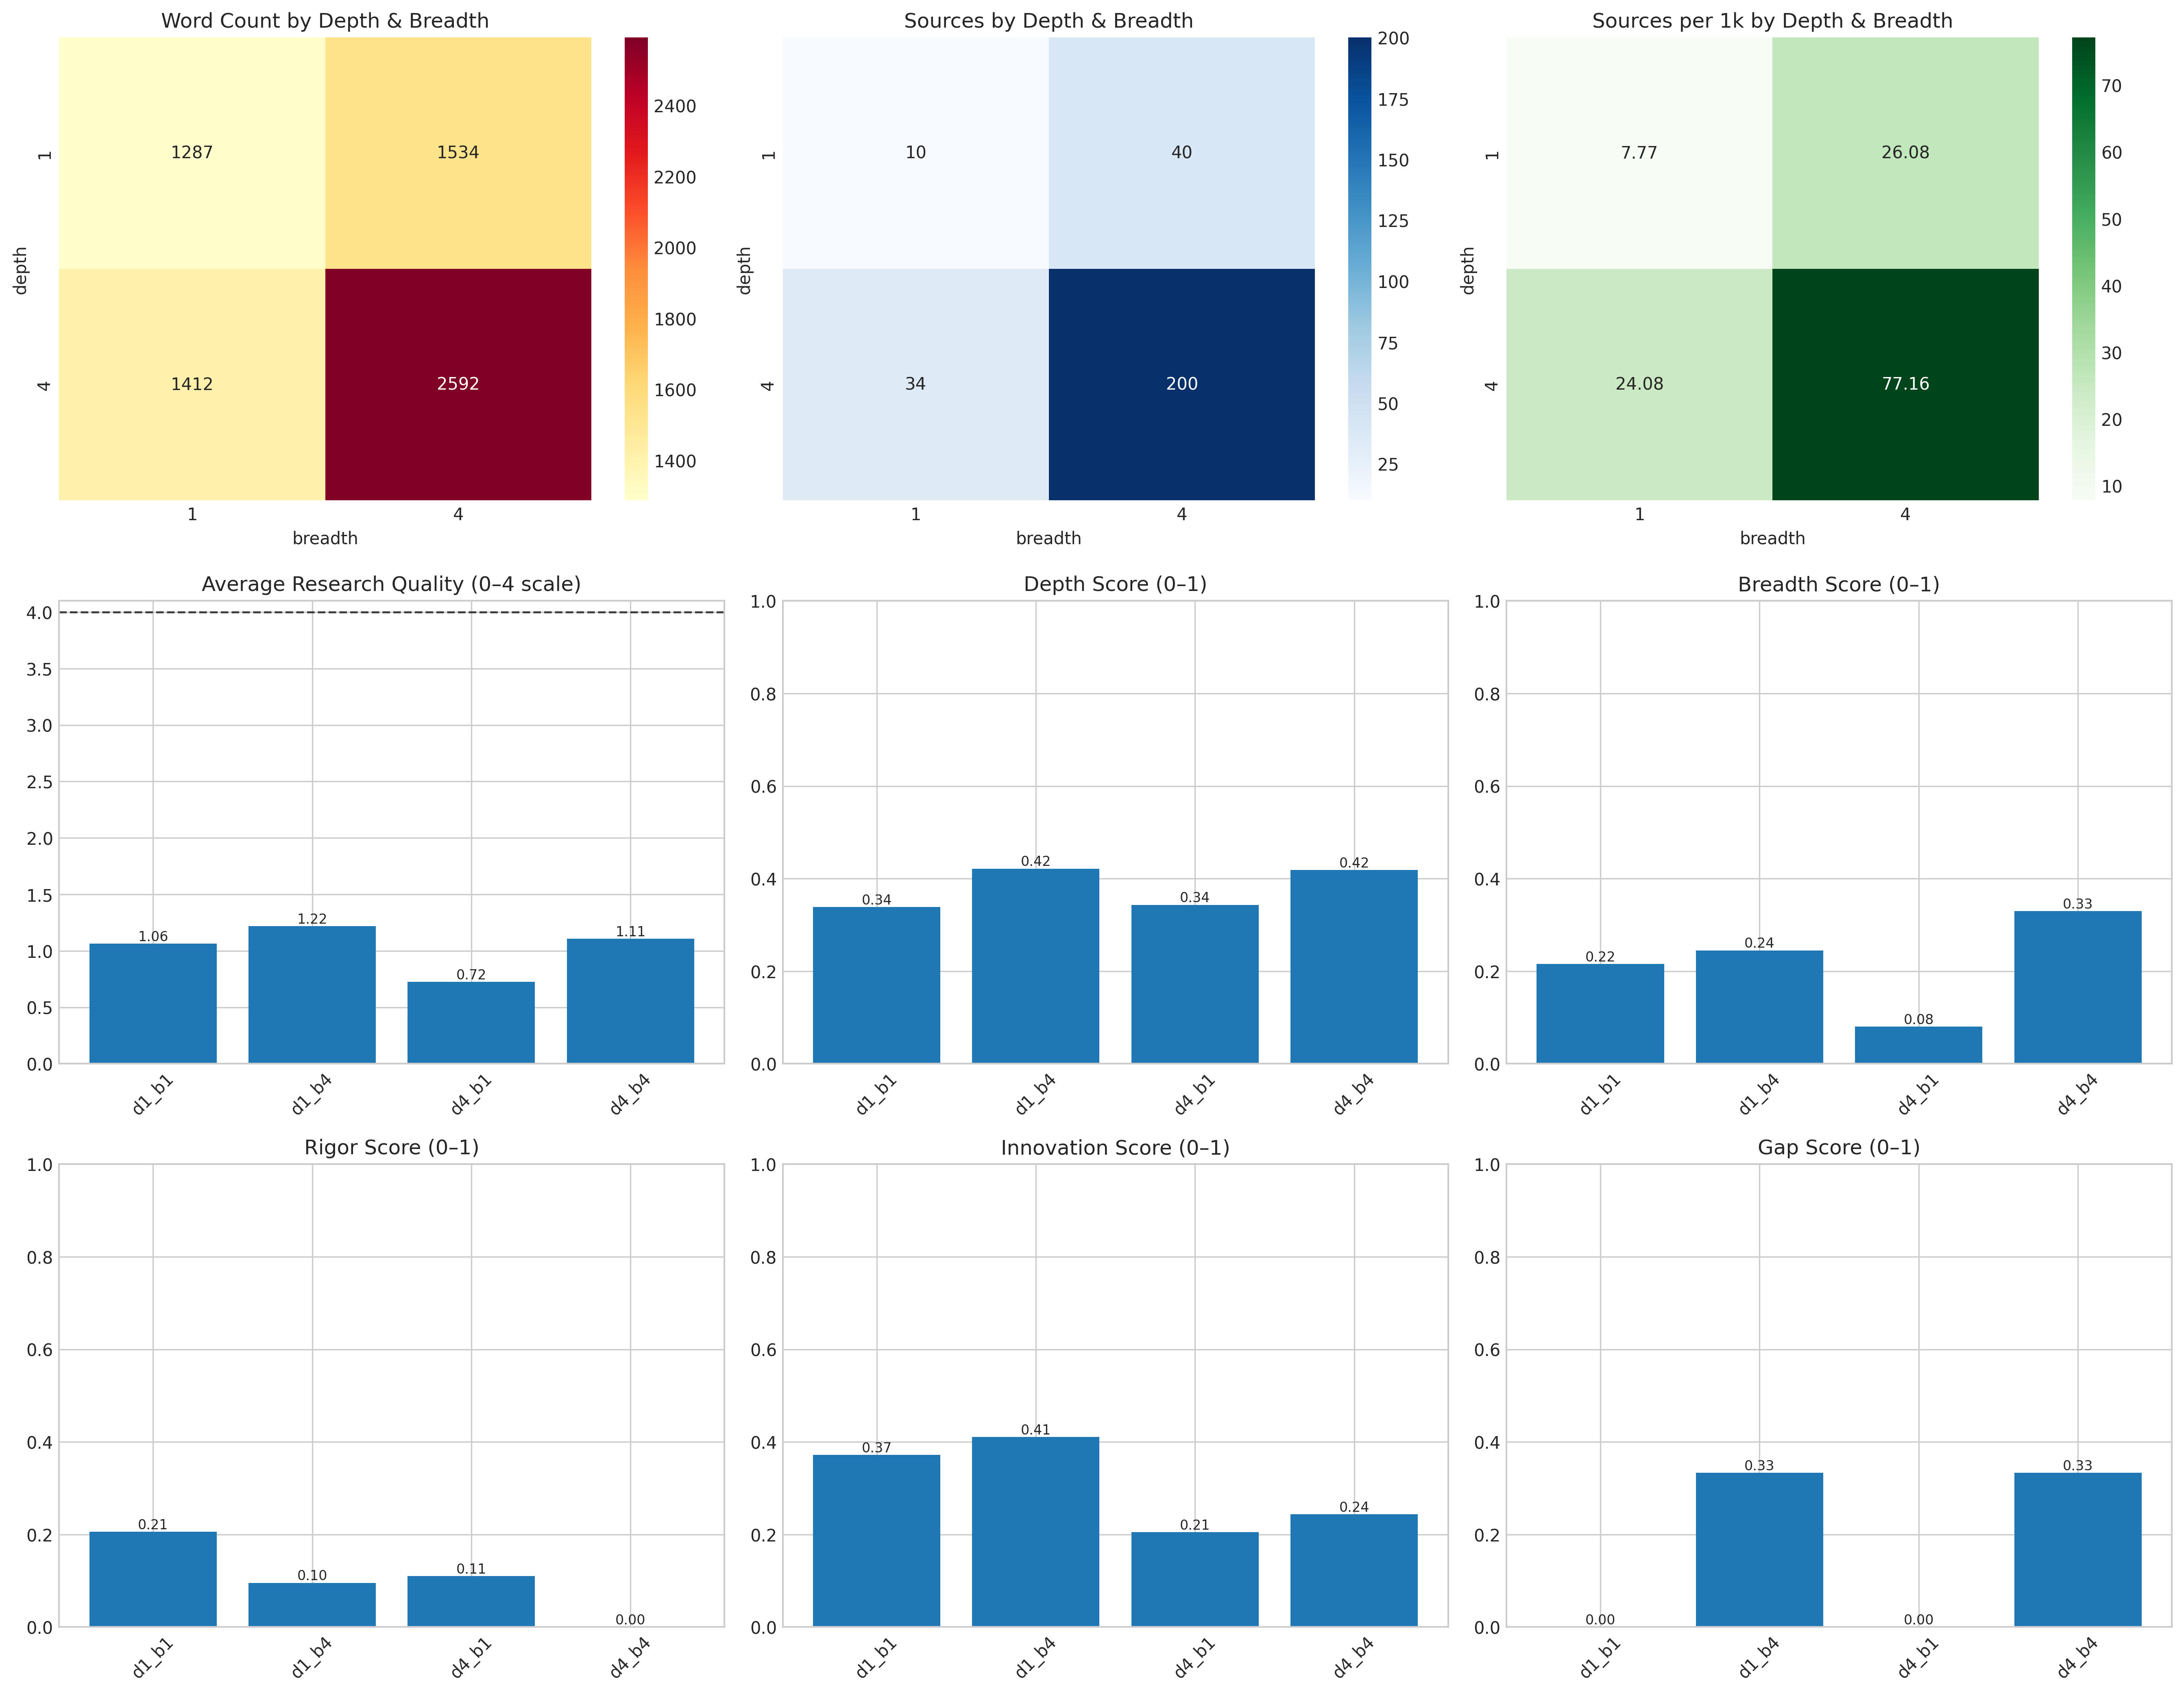 Word Count by Depth & Breadth
1287
1534
1412
2592
1
4
depth
1
4
breadth
2400
2200
2000
1800
1600
1400
Sources by Depth & Breadth
10
40
34
200
1
4
depth
1
4
breadth
200
175
150
125
100
75
50
25
Sources per 1k by Depth & Breadth
7.77
26.08
24.08
77.16
1
4
depth
1
4
breadth
70
60
50
40
30
20
10
Average Research Quality (0–4 scale)
4.0
3.5
3.0
2.5
2.0
1.5
1.0
0.5
0.0
1.06
1.22
0.72
1.11
d1_b1
d1_b4
d4_b1
d4_b4
Depth Score (0–1)
1.0
0.8
0.6
0.4
0.2
0.0
0.34
0.42
0.34
0.42
d1_b1
d1_b4
d4_b1
d4_b4
Breadth Score (0–1)
1.0
0.8
0.6
0.4
0.2
0.0
0.22
0.24
0.08
0.33
d1_b1
d1_b4
d4_b1
d4_b4
Rigor Score (0–1)
1.0
0.8
0.6
0.4
0.2
0.0
0.21
0.10
0.11
0.00
d1_b1
d1_b4
d4_b1
d4_b4
Innovation Score (0–1)
1.0
0.8
0.6
0.4
0.2
0.0
0.37
0.41
0.21
0.24
d1_b1
d1_b4
d4_b1
d4_b4
Gap Score (0–1)
1.0
0.8
0.6
0.4
0.2
0.0
0.00
0.33
0.00
0.33
d1_b1
d1_b4
d4_b1
d4_b4